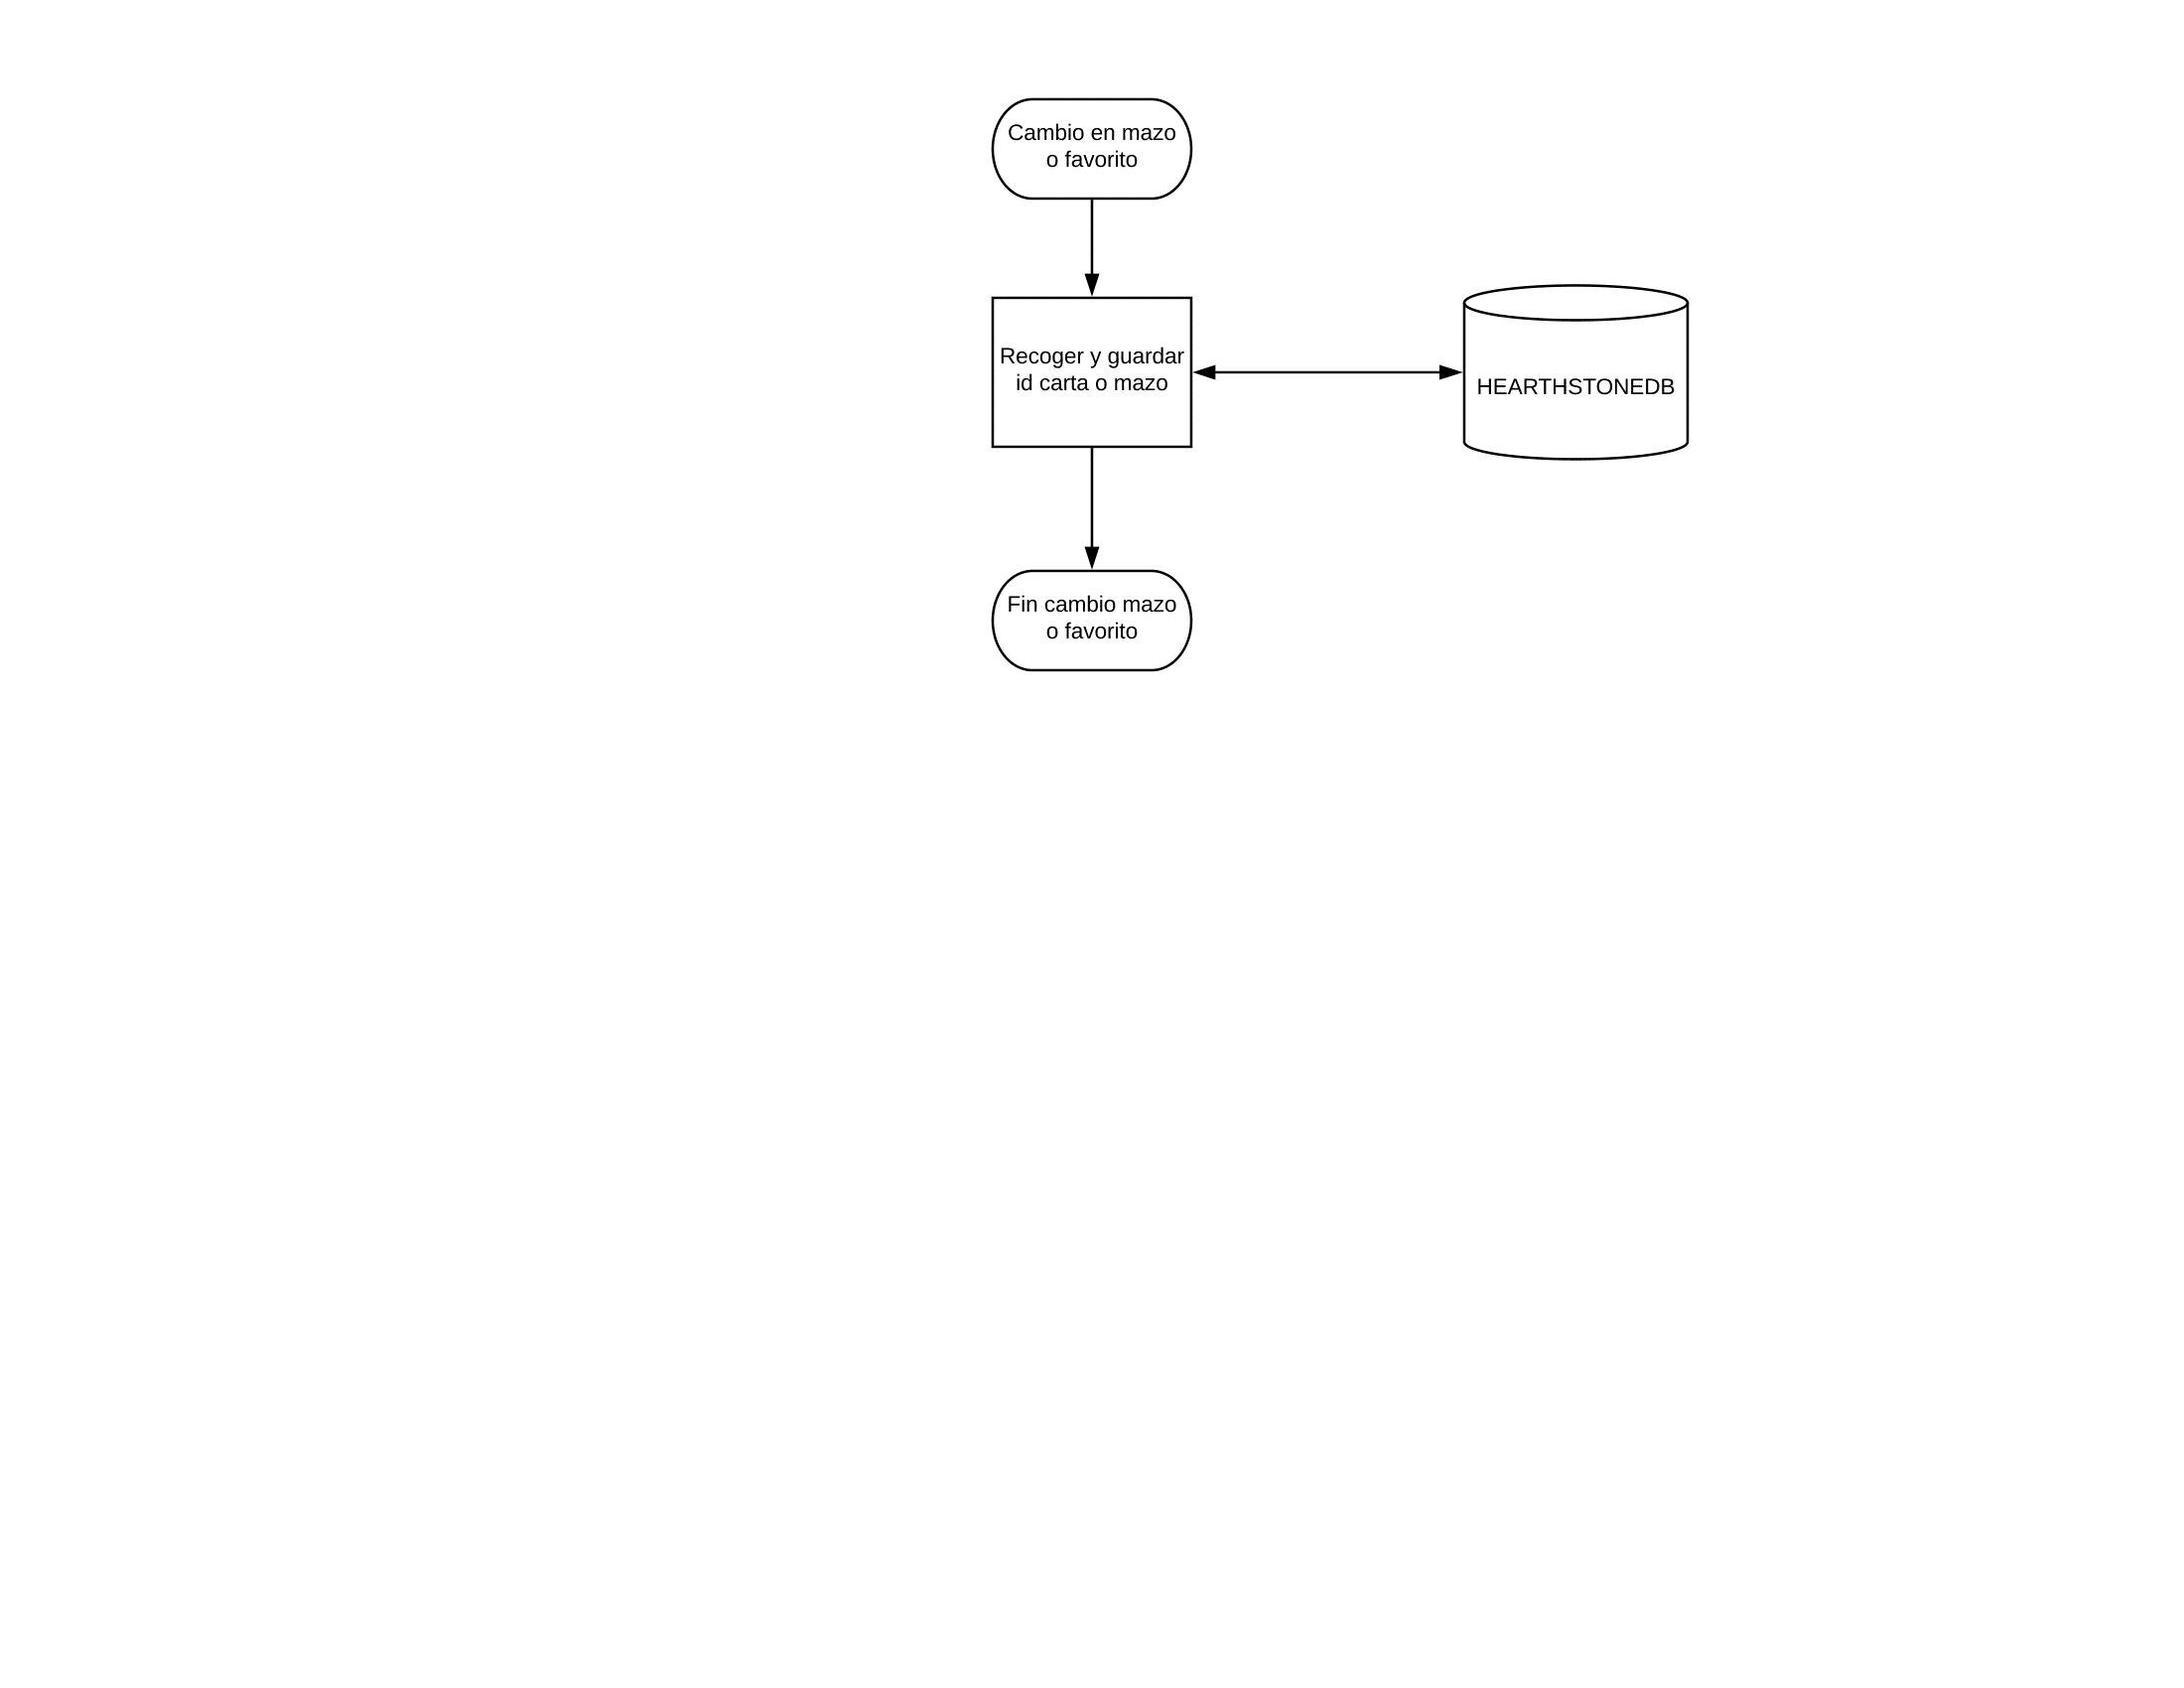 Cambio en mazo
o favorito
Recoger y guardar
id carta o mazo
HEARTHSTONEDB
Fin cambio mazo
o favorito